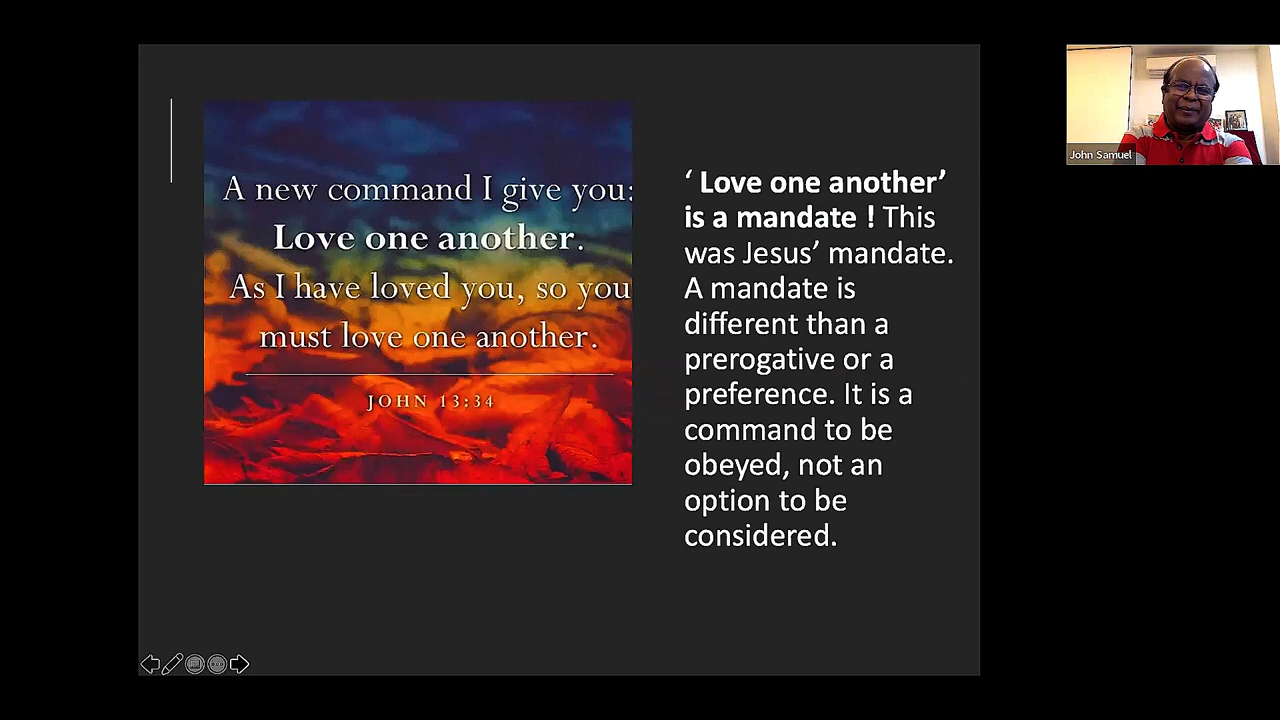 A new command I give you:
Love one another.
As I have loved you, so you
must love one another.
JOHN 13:34
‘ Love one another’
is a mandate ! This
was Jesus’ mandate.
A mandate is
different than a
prerogative or a
preference. It is a
command to be
obeyed, not an
option to be
considered.
John Samuel